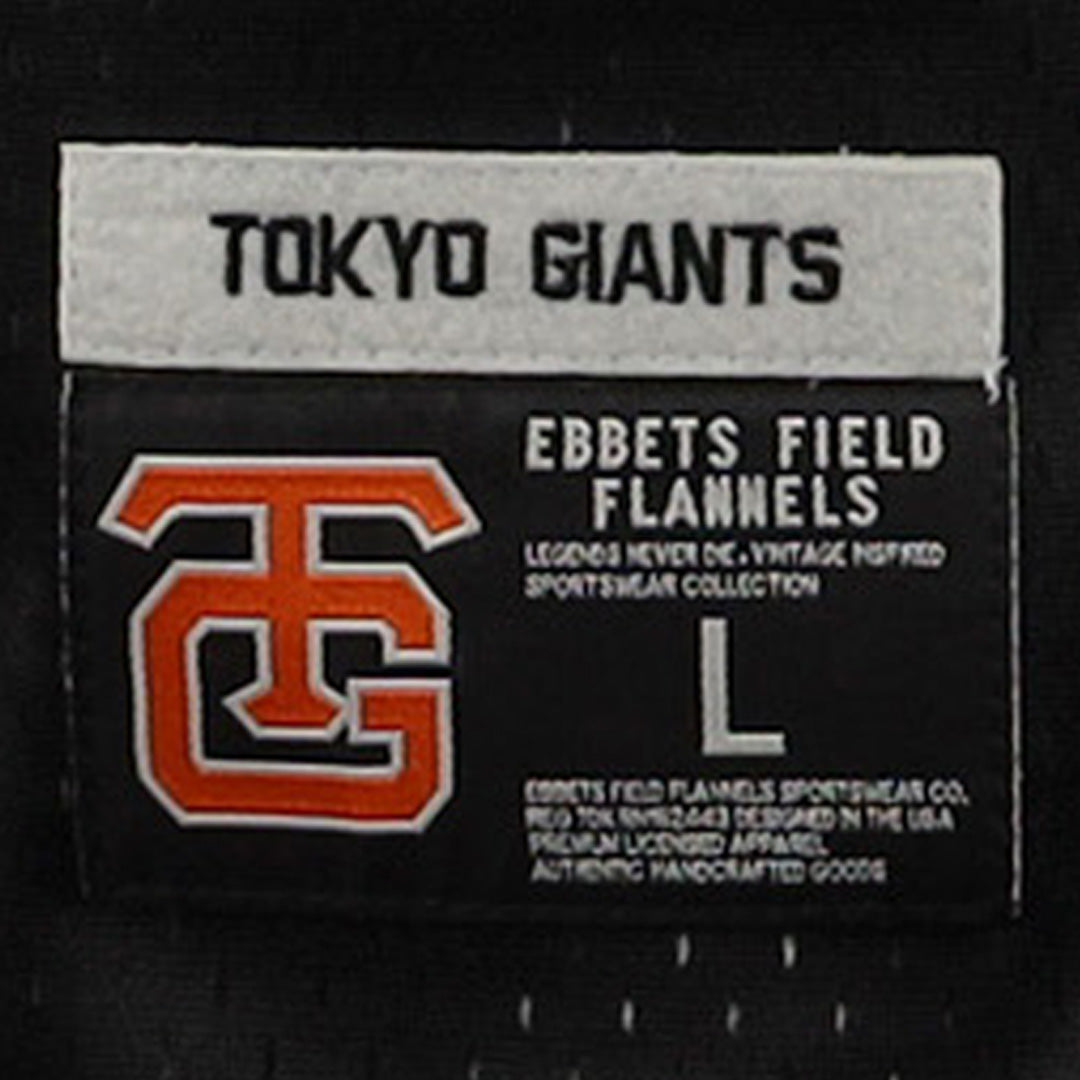 TOKYO GIANTS
TG
EBBETS FIELD
FLANNELS
LEGENDS NEVER DIE • VINTAGE INSPIRED
SPORTSWEAR COLLECTION
L
EBBETS FIELD FLANNELS SPORTSWEAR CO.
DESIGNED IN THE USA
PREMIUM LICENSED APPAREL
AUTHENTIC HANDCRAFTED GOODS